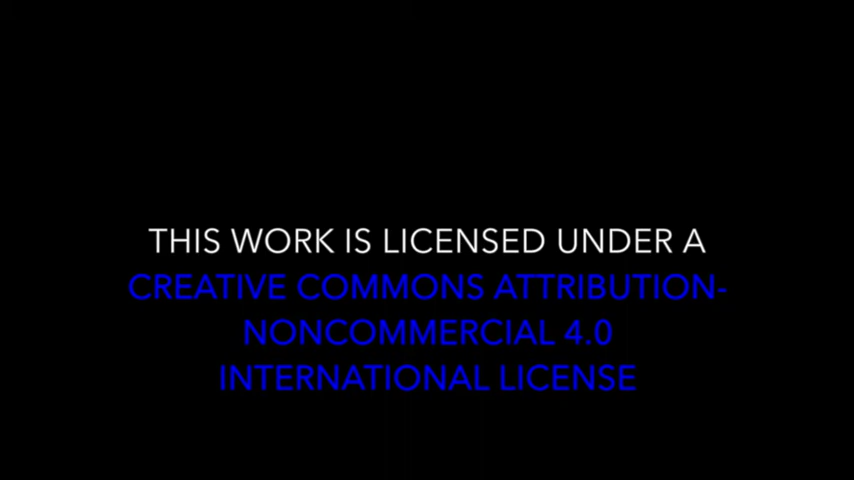 THIS WORK IS LICENSED UNDER A
CREATIVE COMMONS ATTRIBUTION-
NONCOMMERCIAL 4.0
INTERNATIONAL LICENSE